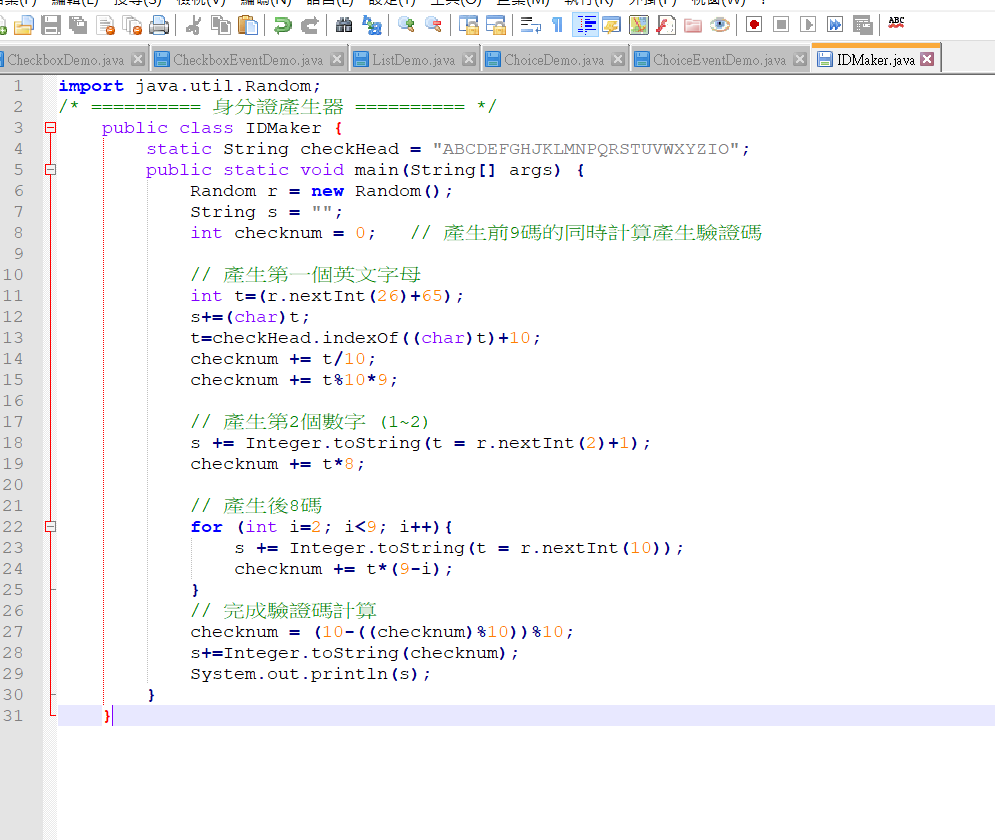 CheckboxDemo.java CheckboxEventDemo.java ListDemo.java ChoiceDemo.java ChoiceEventDemo.java IDMaker.java
1 import java.util.Random;
2 /* ========== 身分證產生器 ========== */
3 public class IDMaker {
4 static String checkHead = "ABCDEFGHJKLMNPQRSTUVWXYZIO";
5 public static void main(String[] args) {
6 Random r = new Random();
7 String s = "";
8 int checknum = 0; // 產生前9碼的同時計算產生驗證碼
9
10 // 產生第一個英文字母
11 int t=(r.nextInt(26)+65);
12 s+=(char)t;
13 t=checkHead.indexOf((char)t)+10;
14 checknum += t/10;
15 checknum += t%10*9;
16
17 // 產生第2個數字 (1~2)
18 s += Integer.toString(t = r.nextInt(2)+1);
19 checknum += t*8;
20
21 // 產生後8碼
22 for (int i=2; i<9; i++){
23 s += Integer.toString(t = r.nextInt(10));
24 checknum += t*(9-i);
25 }
26 // 完成驗證碼計算
27 checknum = (10-((checknum)%10))%10;
28 s+=Integer.toString(checknum);
29 System.out.println(s);
30 }
31 }